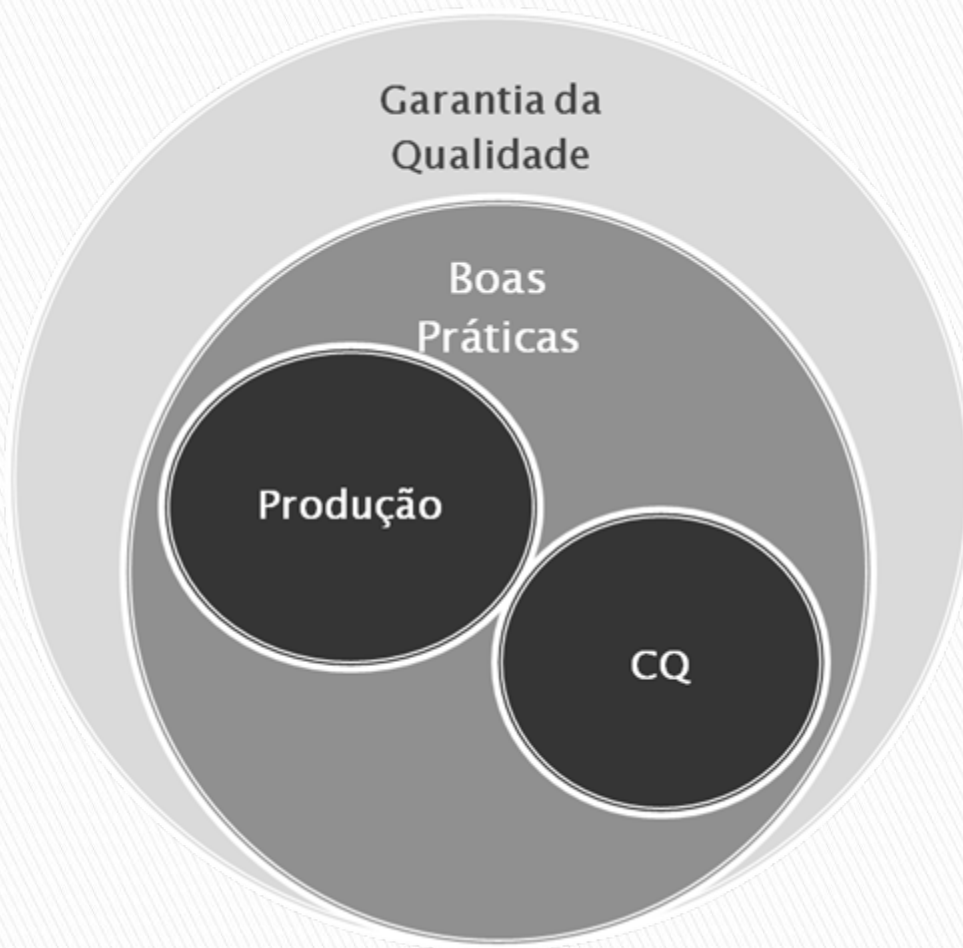 Garantia da
Qualidade
Boas
Práticas
Produção
CQ